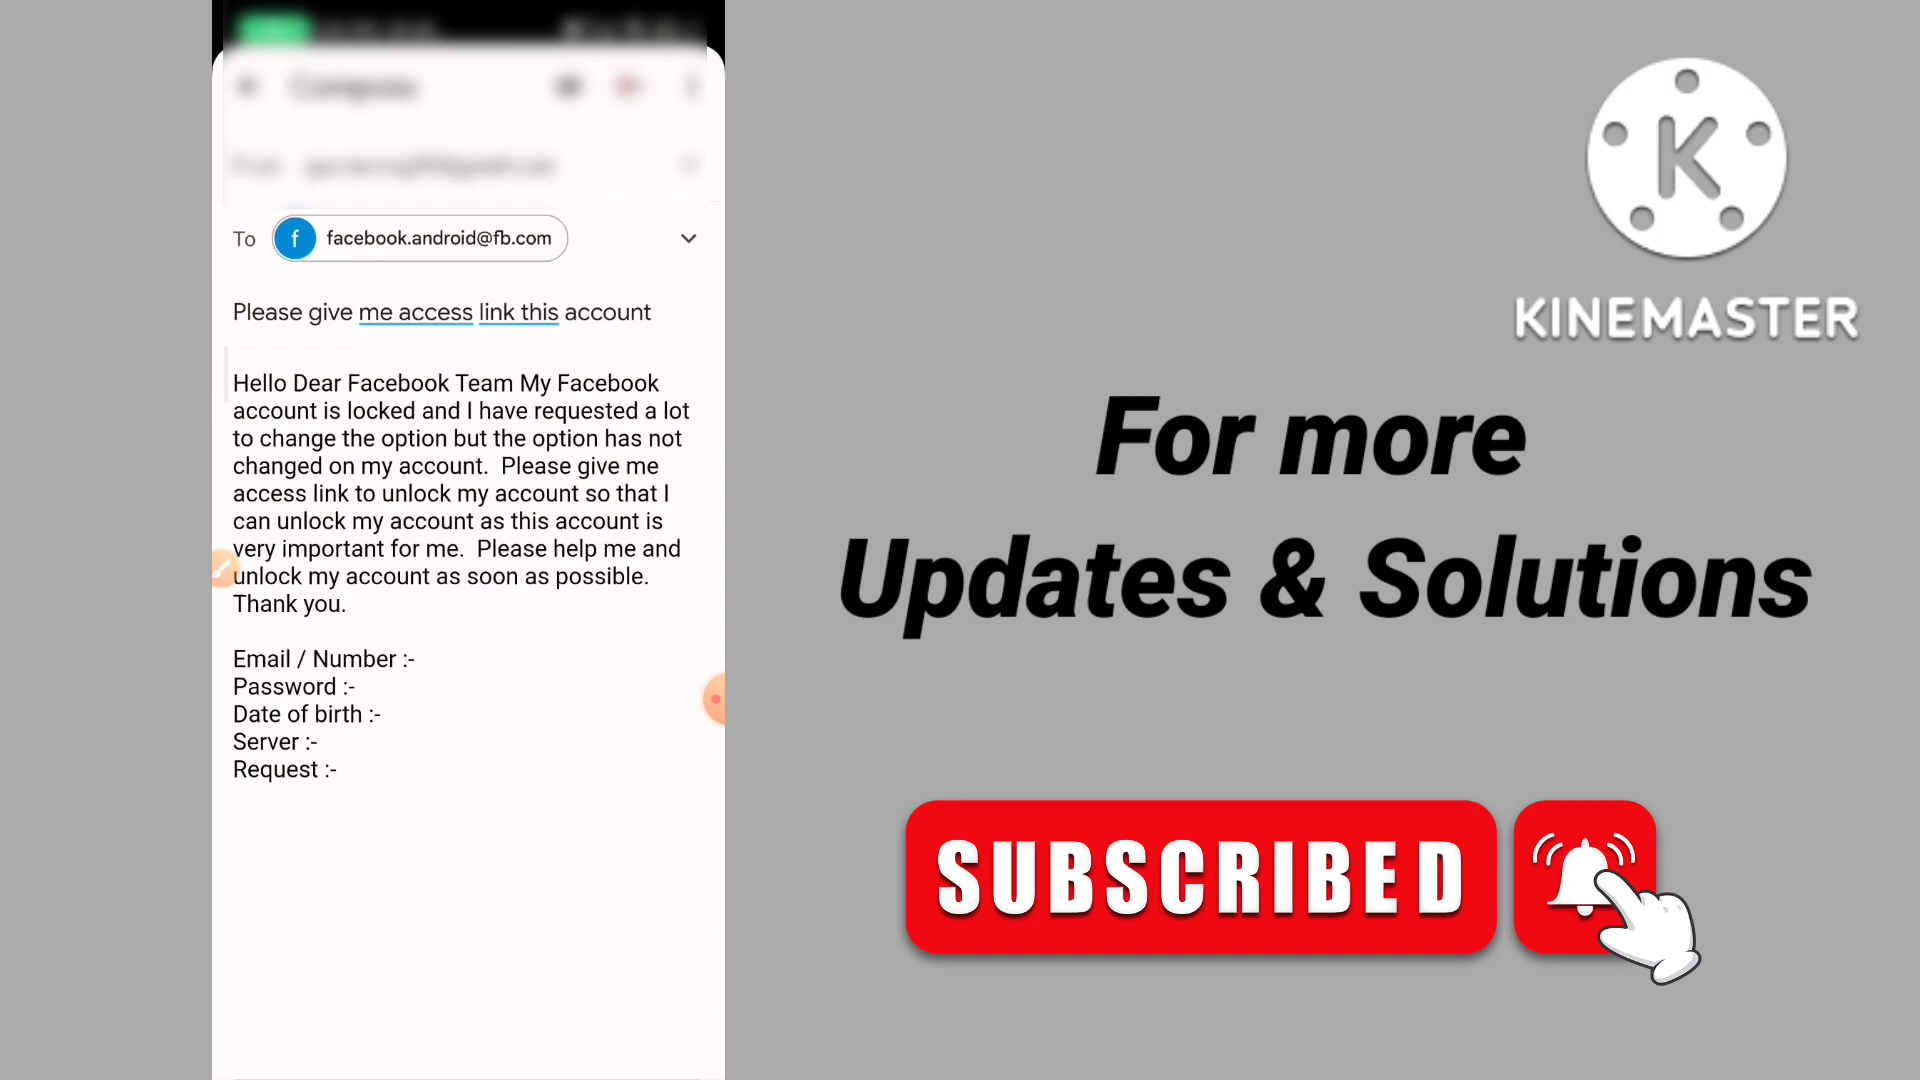 Compose
To
f
facebook.android@fb.com
Please give me access link this account
Hello Dear Facebook Team My Facebook
account is locked and I have requested a lot
to change the option but the option has not
changed on my account.  Please give me
access link to unlock my account so that I
can unlock my account as this account is
very important for me.  Please help me and
unlock my account as soon as possible.
Thank you.
Email / Number :-
Password :-
Date of birth :-
Server :-
Request :-
K
KINEMASTER
For more
Updates & Solutions
SUBSCRIBED